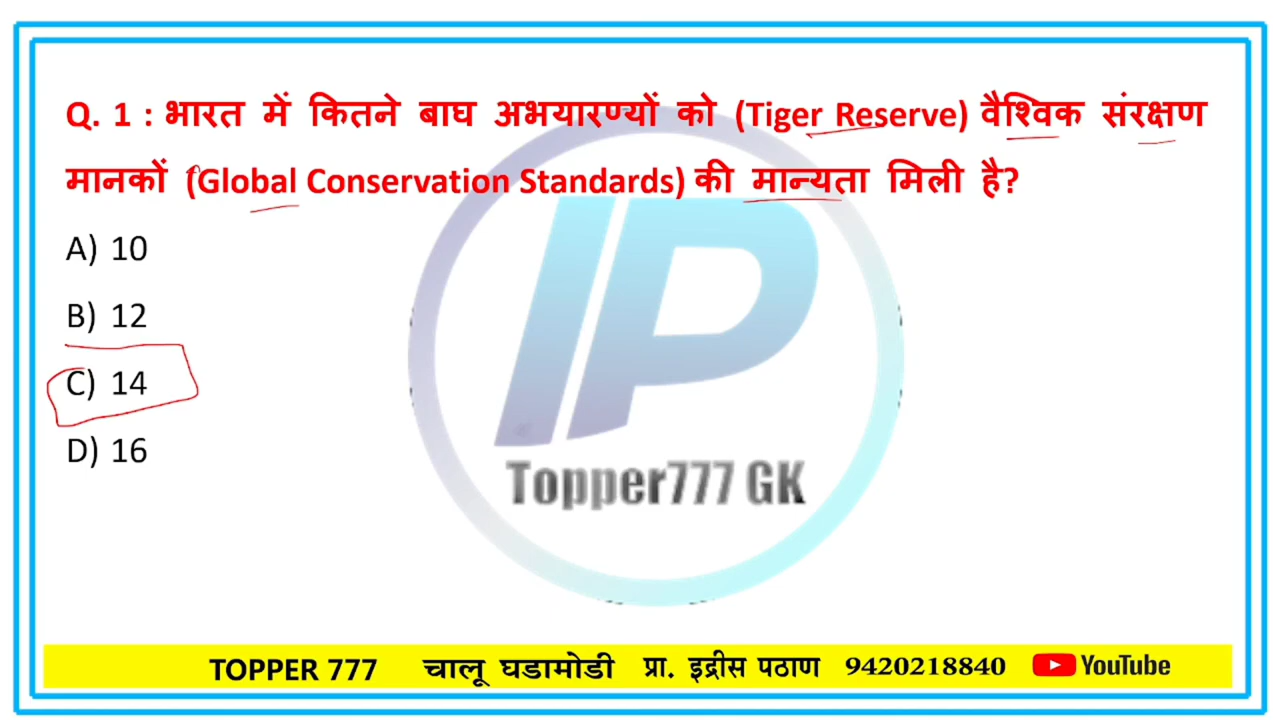 Q. 1 : भारत में कितने बाघ अभयारण्यों को (Tiger Reserve) वैश्विक संरक्षण
मानकों (Global Conservation Standards) की मान्यता मिली है?
A) 10
B) 12
C) 14
D) 16
Topper777 GK
TOPPER 777 चालू घडामोडी प्रा. इद्रीस पठाण 9420218840 YouTube